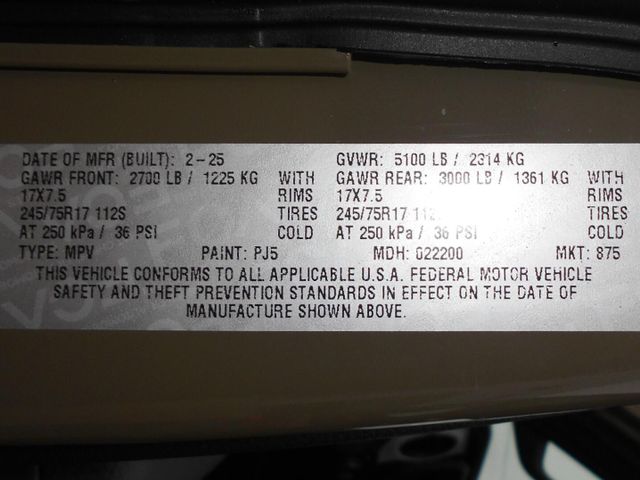 DATE OF MFR (BUILT): 2-25 GVWR: 5100 LB / 2314 KG
GAWR FRONT: 2700 LB / 1225 KG WITH GAWR REAR: 3000 LB / 1361 KG WITH
17X7.5 RIMS 17X7.5 RIMS
245/75R17 112S TIRES 245/75R17 TIRES
AT 250 kPa / 36 PSI COLD AT 250 kPa / 36 PSI COLD
TYPE: MPV PAINT: PJ5 MDH: 022200 MKT: 875
THIS VEHICLE CONFORMS TO ALL APPLICABLE U.S.A. FEDERAL MOTOR VEHICLE
SAFETY AND THEFT PREVENTION STANDARDS IN EFFECT ON THE DATE OF
MANUFACTURE SHOWN ABOVE.